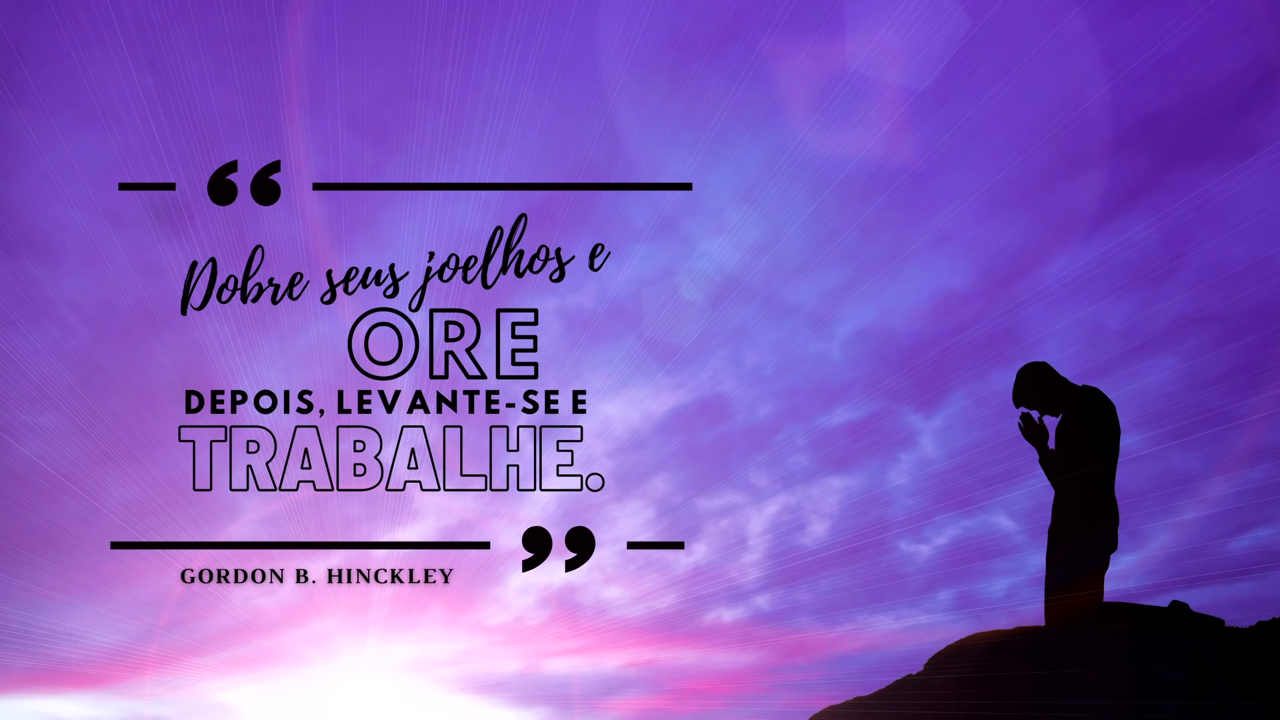 “
Dobre seus joelhos e
ORE
DEPOIS, LEVANTE-SE E
TRABALHE.
”
GORDON B. HINCKLEY